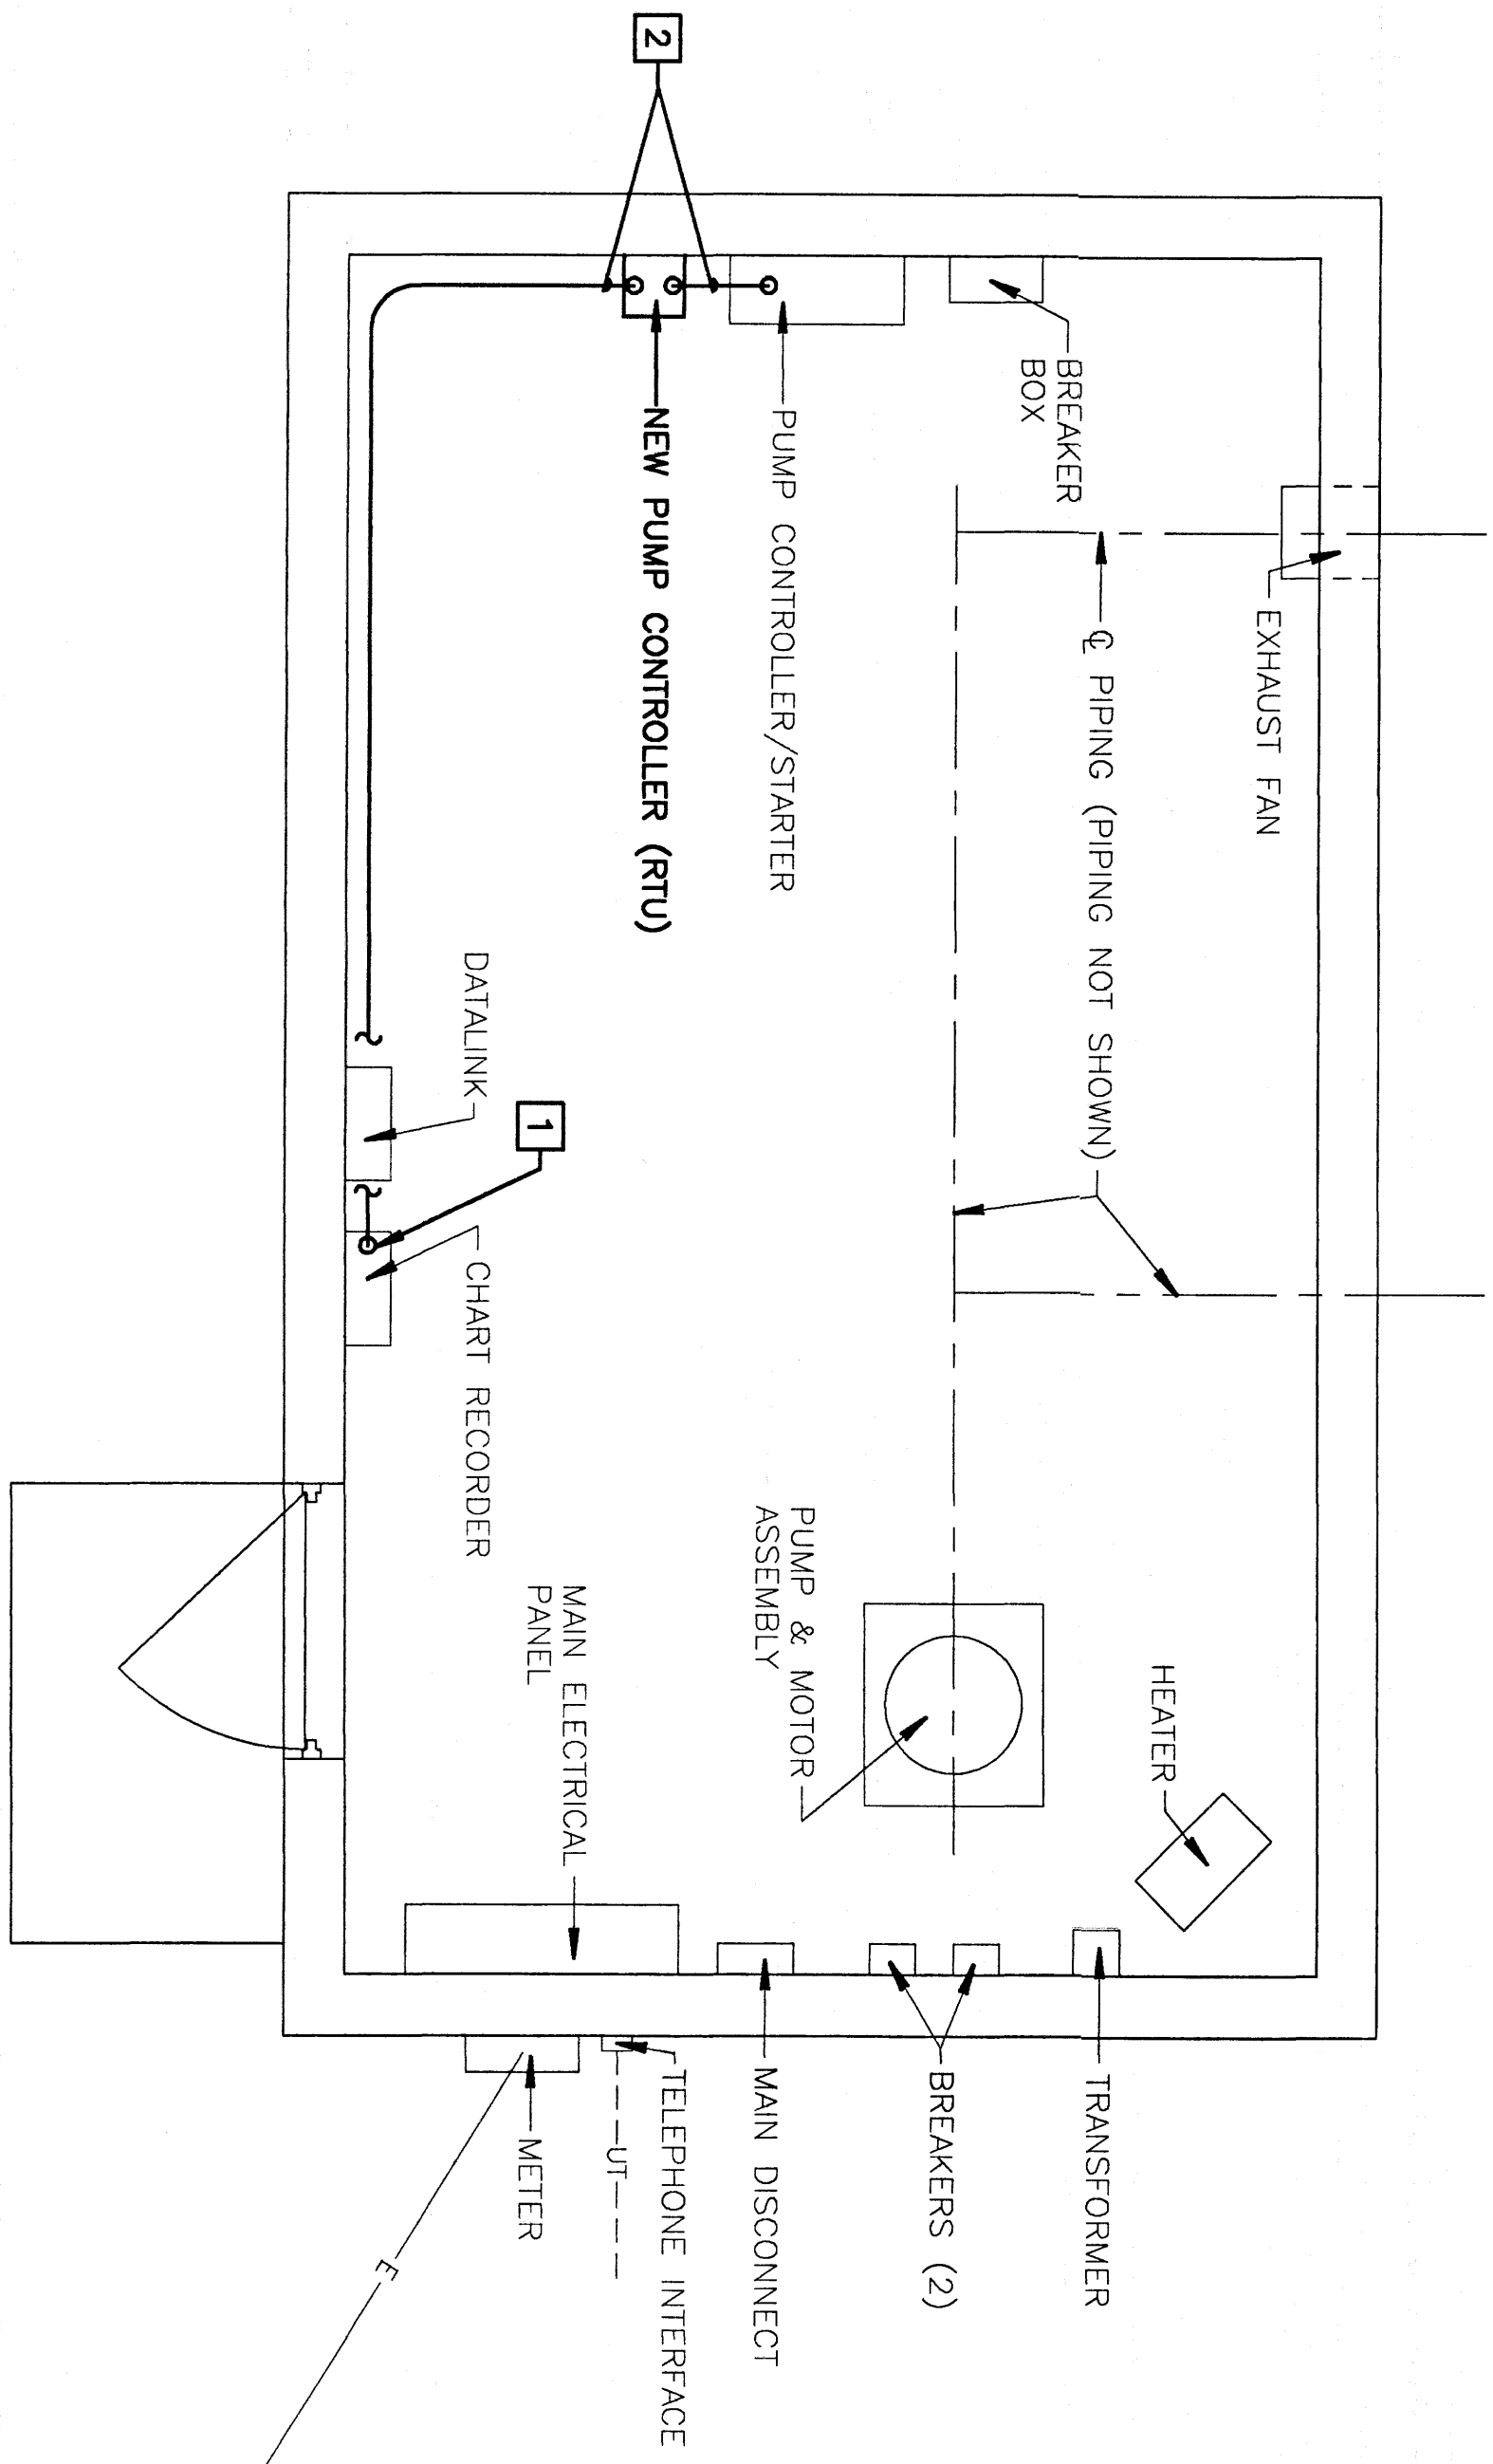 EXHAUST FAN
℄ PIPING (PIPING NOT SHOWN)
BREAKER
BOX
HEATER
TRANSFORMER
BREAKERS (2)
PUMP & MOTOR
ASSEMBLY
PUMP CONTROLLER/STARTER
MAIN DISCONNECT
2
NEW PUMP CONTROLLER (RTU)
TELEPHONE INTERFACE
UT
MAIN ELECTRICAL
PANEL
1
METER
DATALINK
CHART RECORDER
E